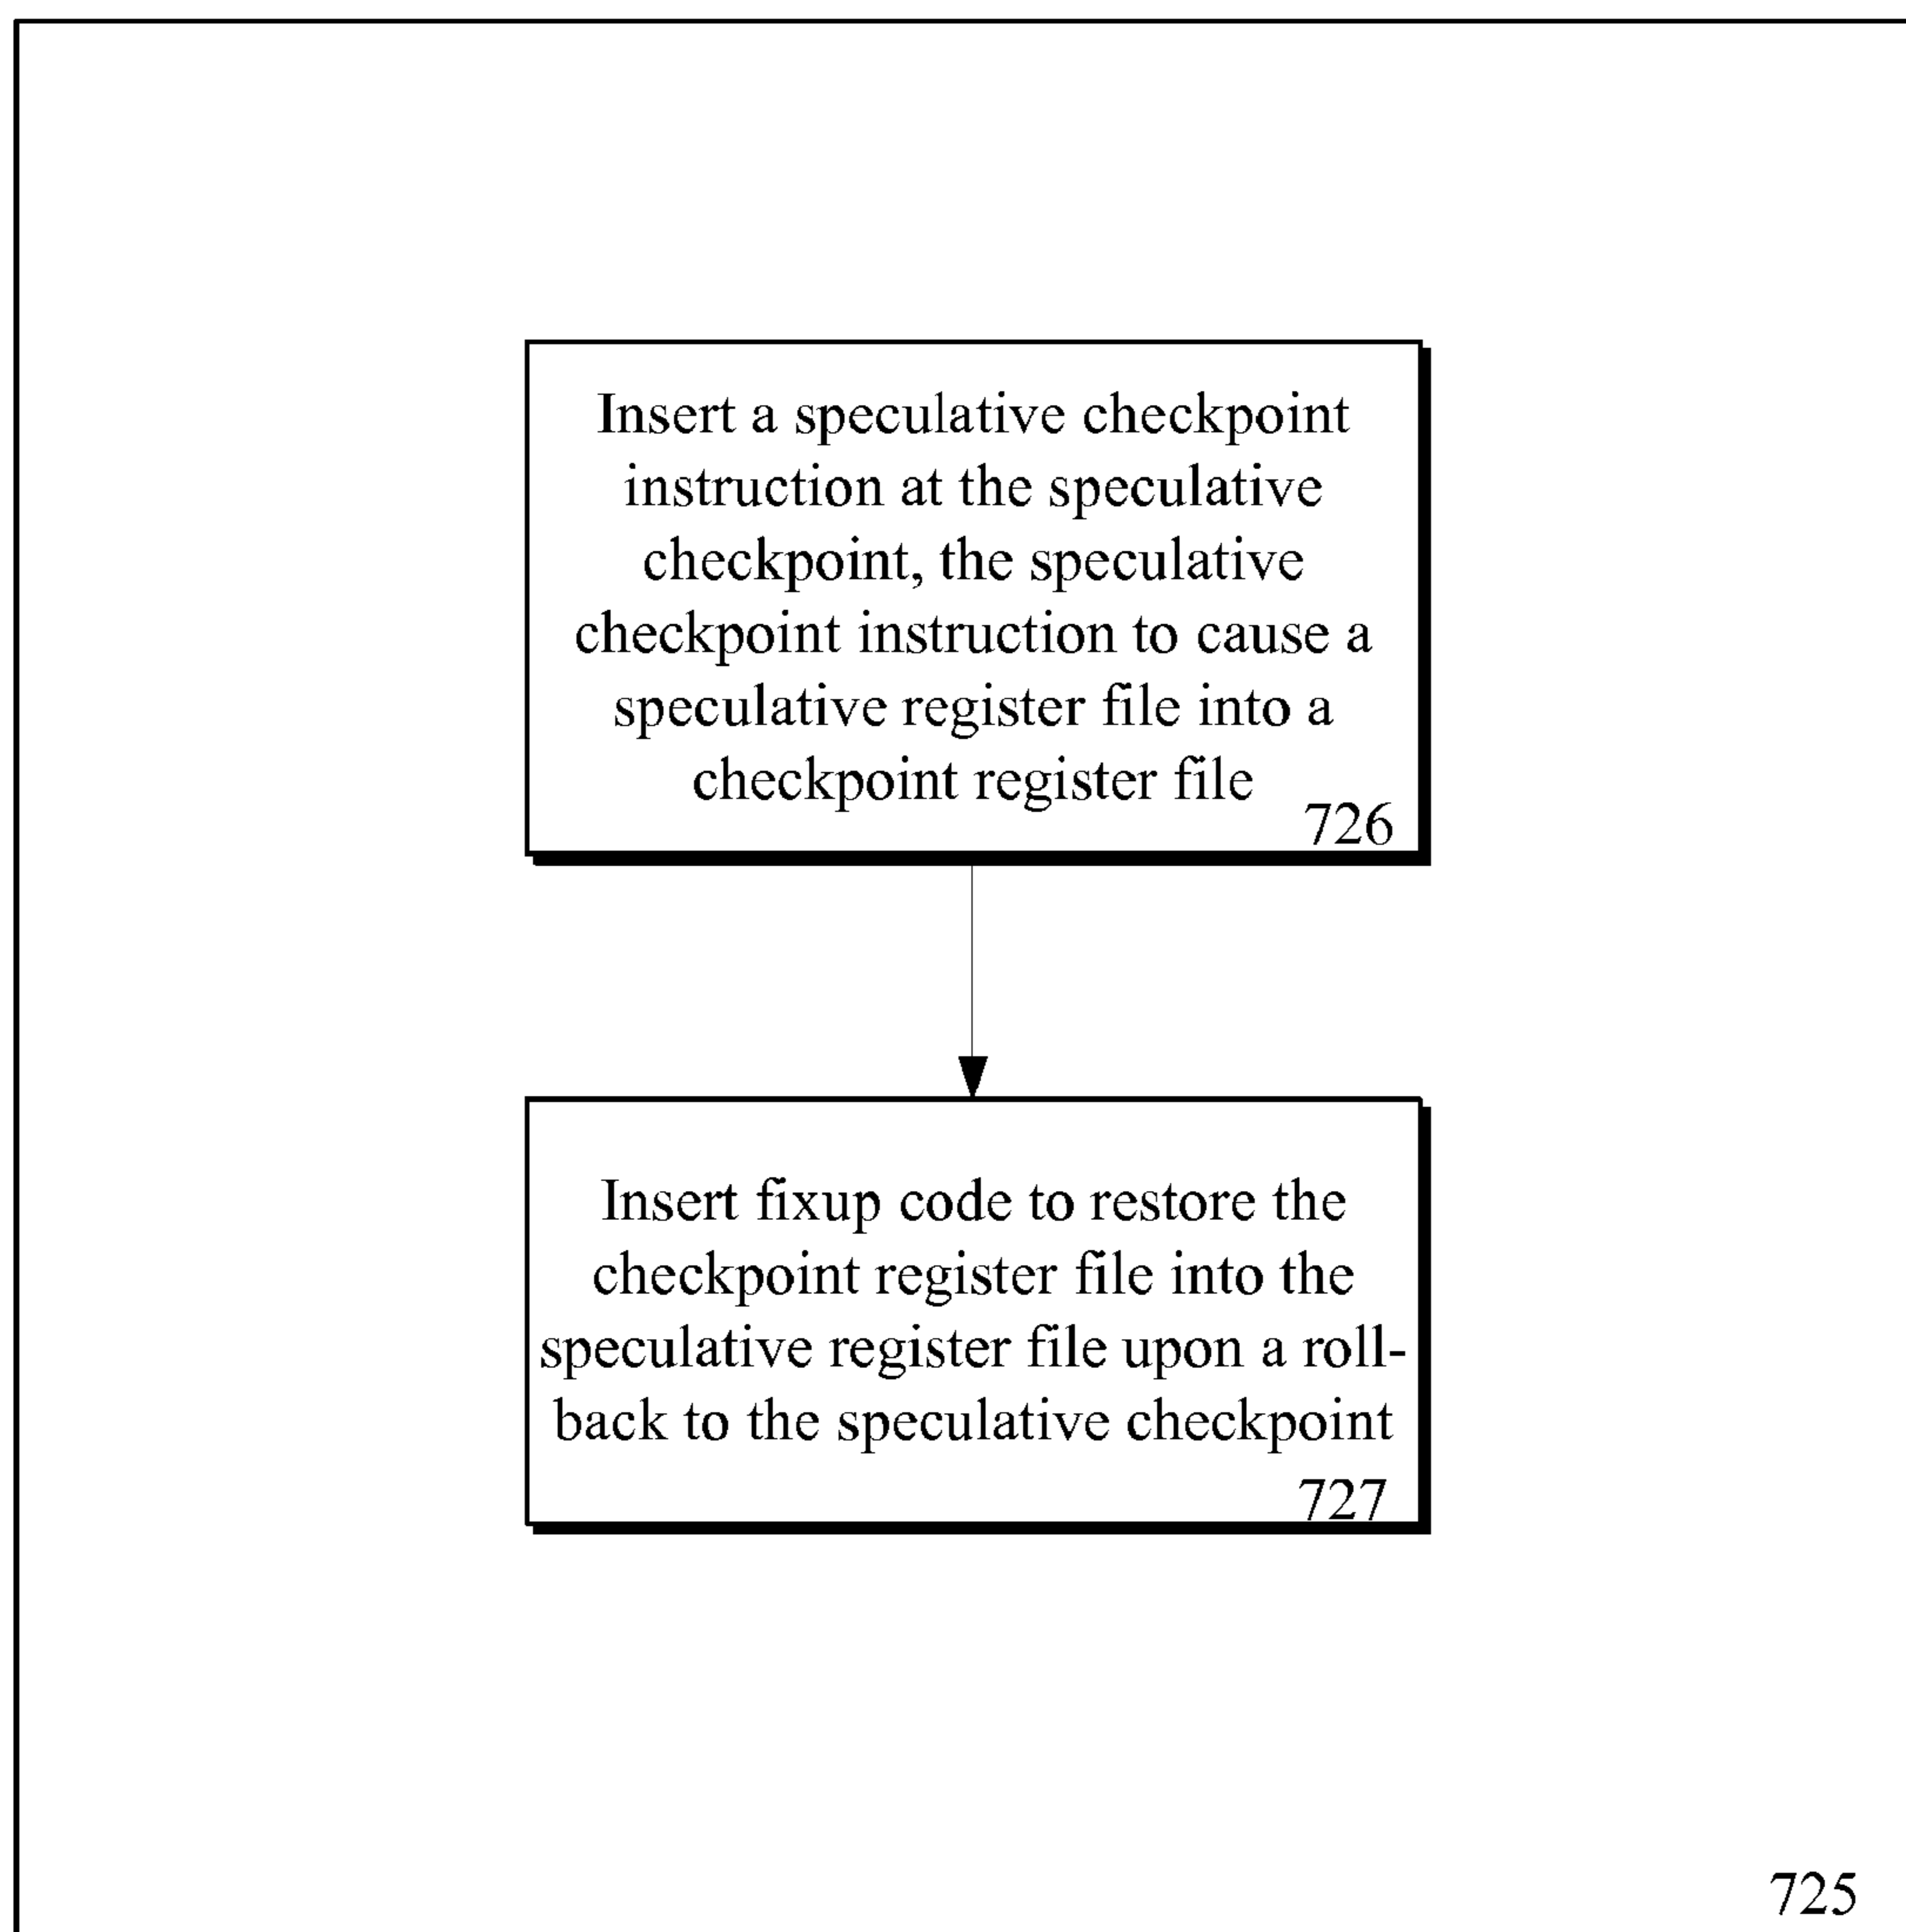 Insert a speculative checkpoint
instruction at the speculative
checkpoint, the speculative
checkpoint instruction to cause a
speculative register file into a
checkpoint register file
726
Insert fixup code to restore the
checkpoint register file into the
speculative register file upon a roll-
back to the speculative checkpoint
727
725